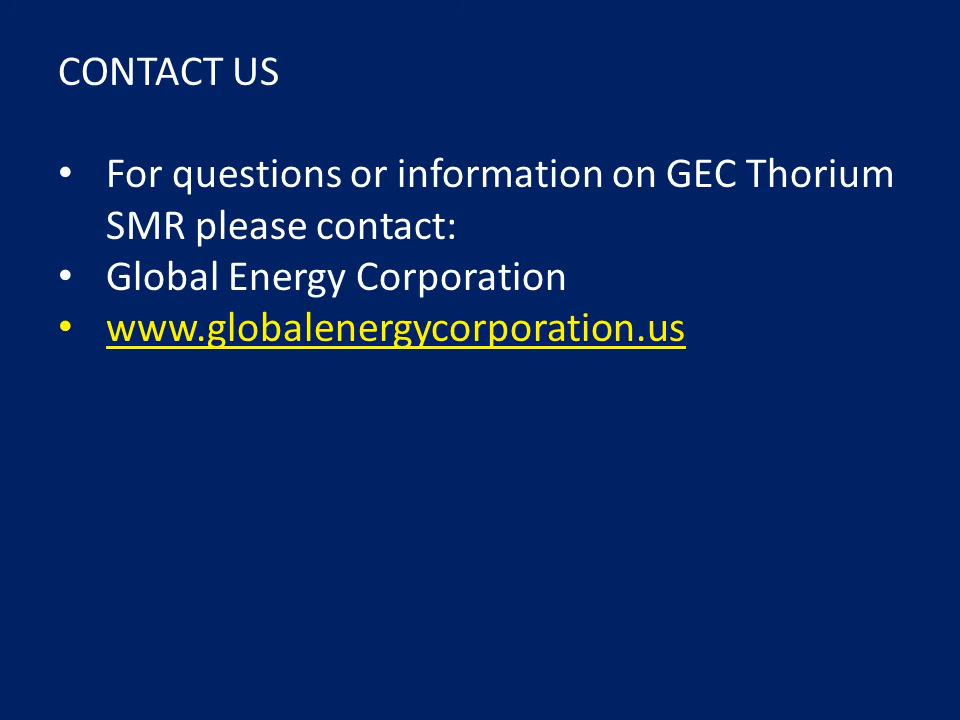 CONTACT US
• For questions or information on GEC Thorium
SMR please contact:
• Global Energy Corporation
• www.globalenergycorporation.us